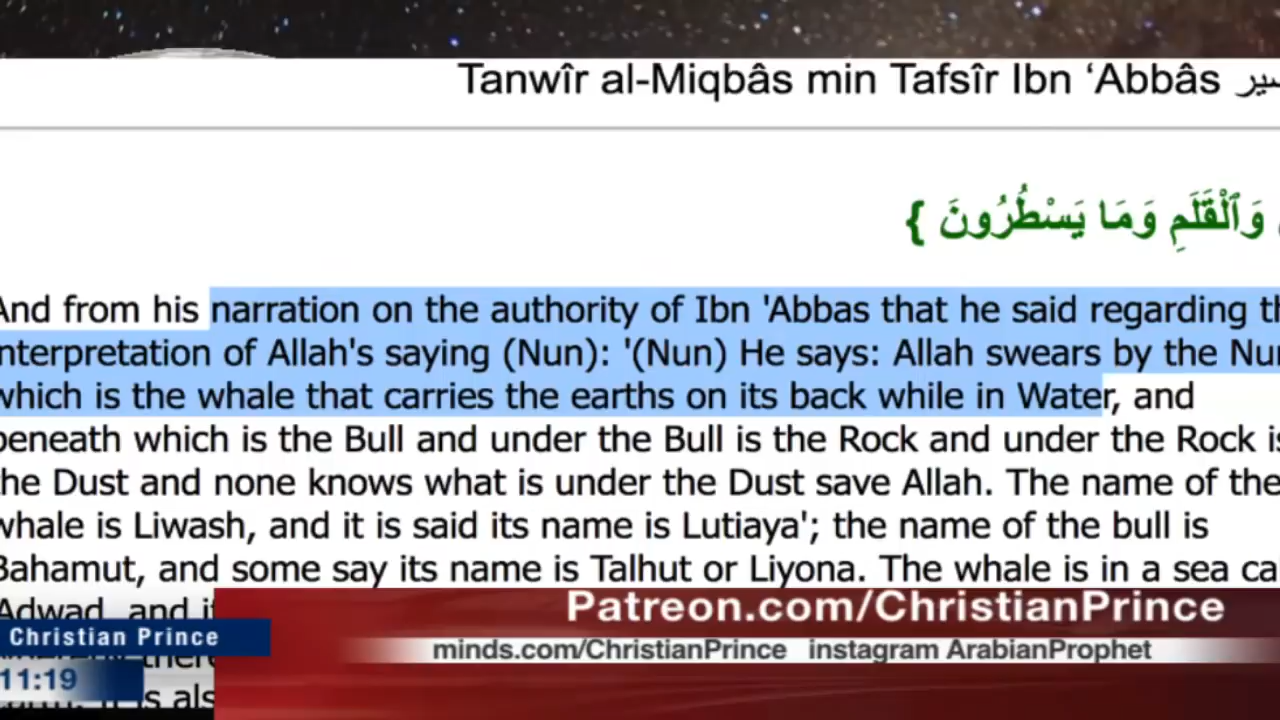 Tanwîr al-Miqbâs min Tafsîr Ibn ‘Abbâs
وَٱلْقَلَمِ وَمَا يَسْطُرُونَ }
And from his narration on the authority of Ibn 'Abbas that he said regarding
interpretation of Allah's saying (Nun): '(Nun) He says: Allah swears by the
which is the whale that carries the earths on its back while in Water, and
beneath which is the Bull and under the Bull is the Rock and under the Rock is
the Dust and none knows what is under the Dust save Allah. The name of the
whale is Liwash, and it is said its name is Lutiaya'; the name of the bull is
Bahamut, and some say its name is Talhut or Liyona. The whale is in a sea
Adwad, and
Patreon.com/ChristianPrince
Christian Prince
minds.com/ChristianPrince instagram ArabianProphet
11:19